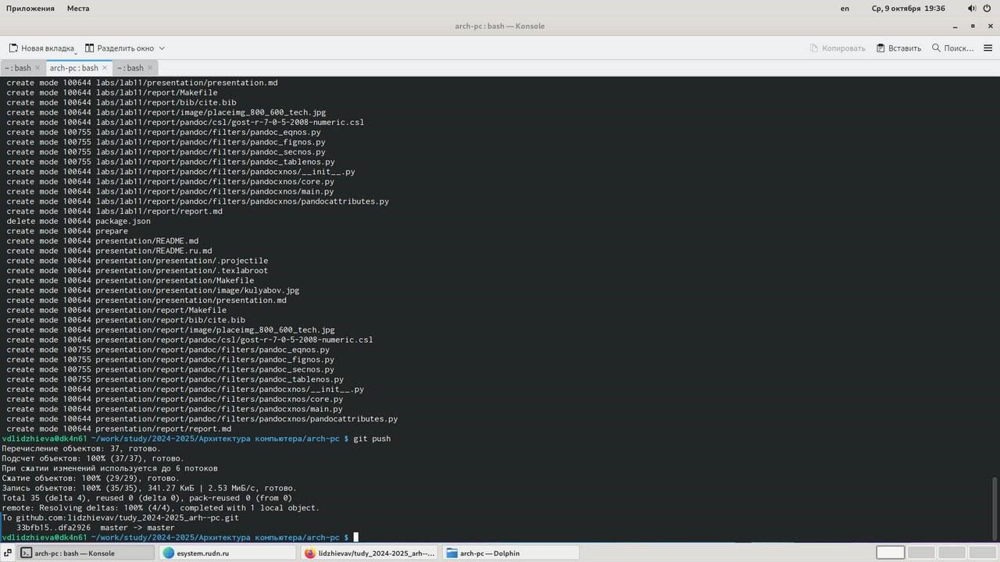 Приложения Места en Ср, 9 октября 19:36
arch-pc : bash — Konsole
Новая вкладка Разделить окно Копировать Вставить Поиск...
~ : bash arch-pc : bash ~ : bash
create mode 100644 labs/lab11/presentation/presentation.md
create mode 100644 labs/lab11/report/Makefile
create mode 100644 labs/lab11/report/bib/cite.bib
create mode 100644 labs/lab11/report/image/placeimg_800_600_tech.jpg
create mode 100644 labs/lab11/report/pandoc/csl/gost-r-7-0-5-2008-numeric.csl
create mode 100755 labs/lab11/report/pandoc/filters/pandoc_eqnos.py
create mode 100755 labs/lab11/report/pandoc/filters/pandoc_fignos.py
create mode 100755 labs/lab11/report/pandoc/filters/pandoc_secnos.py
create mode 100755 labs/lab11/report/pandoc/filters/pandoc_tablenos.py
create mode 100644 labs/lab11/report/pandoc/filters/pandocxnos/__init__.py
create mode 100644 labs/lab11/report/pandoc/filters/pandocxnos/core.py
create mode 100644 labs/lab11/report/pandoc/filters/pandocxnos/main.py
create mode 100644 labs/lab11/report/pandoc/filters/pandocxnos/pandocattributes.py
create mode 100644 labs/lab11/report/report.md
delete mode 100644 package.json
create mode 100644 prepare
create mode 100644 presentation/README.md
create mode 100644 presentation/README.ru.md
create mode 100644 presentation/presentation/.projectile
create mode 100644 presentation/presentation/.texlabroot
create mode 100644 presentation/presentation/Makefile
create mode 100644 presentation/presentation/image/kulyabov.jpg
create mode 100644 presentation/presentation/presentation.md
create mode 100644 presentation/report/Makefile
create mode 100644 presentation/report/bib/cite.bib
create mode 100644 presentation/report/image/placeimg_800_600_tech.jpg
create mode 100644 presentation/report/pandoc/csl/gost-r-7-0-5-2008-numeric.csl
create mode 100755 presentation/report/pandoc/filters/pandoc_eqnos.py
create mode 100755 presentation/report/pandoc/filters/pandoc_fignos.py
create mode 100755 presentation/report/pandoc/filters/pandoc_secnos.py
create mode 100755 presentation/report/pandoc/filters/pandoc_tablenos.py
create mode 100644 presentation/report/pandoc/filters/pandocxnos/__init__.py
create mode 100644 presentation/report/pandoc/filters/pandocxnos/core.py
create mode 100644 presentation/report/pandoc/filters/pandocxnos/main.py
create mode 100644 presentation/report/pandoc/filters/pandocxnos/pandocattributes.py
create mode 100644 presentation/report/report.md
vdlidzhieva@dk4n61 ~/work/study/2024-2025/Архитектура компьютера/arch-pc $ git push
Перечисление объектов: 37, готово.
Подсчет объектов: 100% (37/37), готово.
При сжатии изменений используется до 6 потоков
Сжатие объектов: 100% (29/29), готово.
Запись объектов: 100% (35/35), 341.27 КиБ | 2.53 МиБ/с, готово.
Total 35 (delta 4), reused 0 (delta 0), pack-reused 0 (from 0)
remote: Resolving deltas: 100% (4/4), completed with 1 local object.
To github.com:lidzhievav/tudy_2024-2025_arh--pc.git
33bfb15..dfa2926 master -> master
vdlidzhieva@dk4n61 ~/work/study/2024-2025/Архитектура компьютера/arch-pc $
arch-pc : bash — Konsole esystem.rudn.ru lidzhievav/tudy_2024-2025_arh--... arch-pc — Dolphin